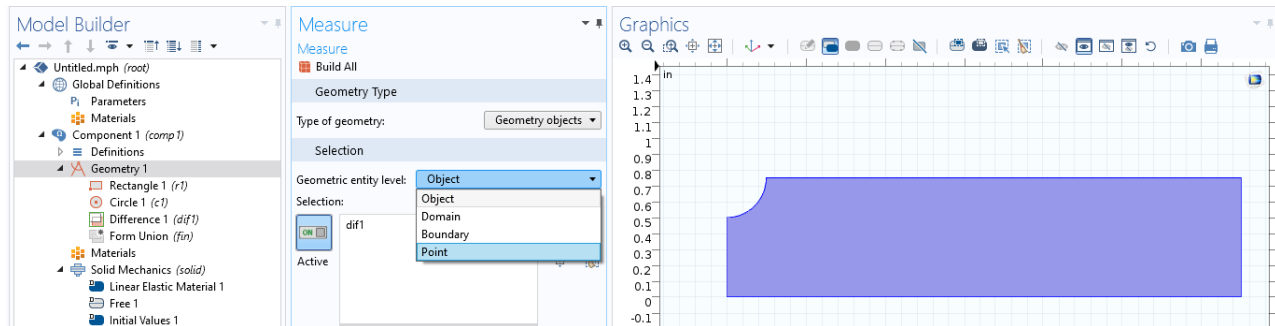 Model Builder
Untitled.mph (root)
Global Definitions
Pi Parameters
Materials
Component 1 (comp1)
Definitions
Geometry 1
Rectangle 1 (r1)
Circle 1 (c1)
Difference 1 (dif1)
Form Union (fin)
Materials
Solid Mechanics (solid)
Linear Elastic Material 1
Free 1
Initial Values 1
Measure
Measure
Build All
Geometry Type
Type of geometry: Geometry objects
Selection
Geometric entity level: Object
Selection:
Object
Domain
Boundary
Point
ON
Active
dif1
Graphics
in
1.4
1.3
1.2
1.1
1
0.9
0.8
0.7
0.6
0.5
0.4
0.3
0.2
0.1
0
-0.1